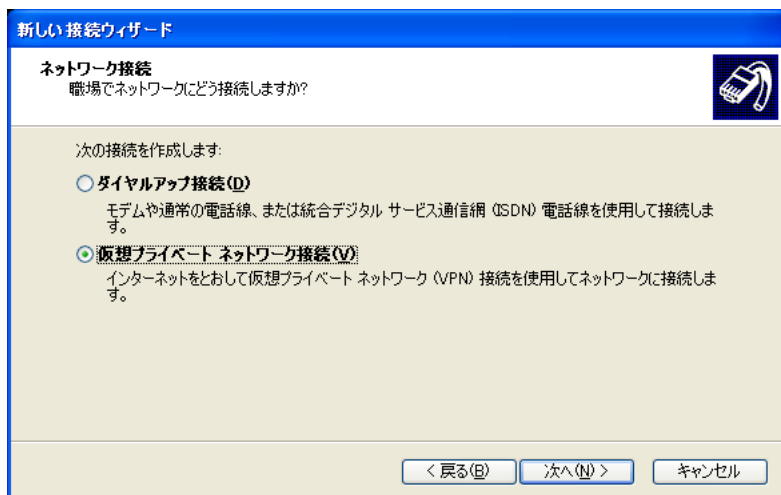 新しい接続ウィザード
ネットワーク接続
職場でネットワークにどう接続しますか?
次の接続を作成します:
ダイヤルアップ接続(D)
モデムや通常の電話線、または統合デジタル サービス通信網 (ISDN) 電話線を使用して接続しま
す。
仮想プライベート ネットワーク接続(V)
インターネットをとおして仮想プライベート ネットワーク (VPN) 接続を使用してネットワークに接続しま
す。
< 戻る(B) 次へ(N) > キャンセル